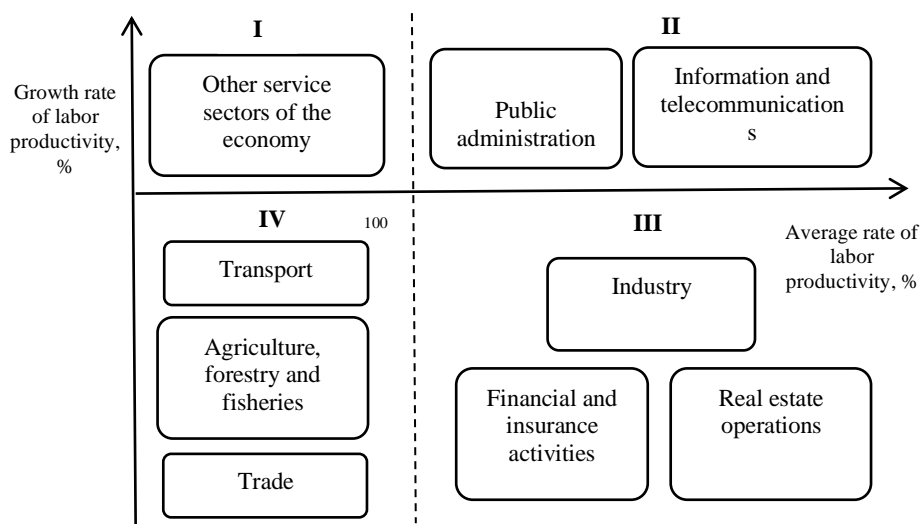 I
II
Growth rate
of labor
productivity,
%
Other service
sectors of the
economy
Public
administration
Information and
telecommunication
s
IV
100
III
Average rate of
labor
productivity, %
Transport
Industry
Agriculture,
forestry and
fisheries
Financial and
insurance
activities
Real estate
operations
Trade